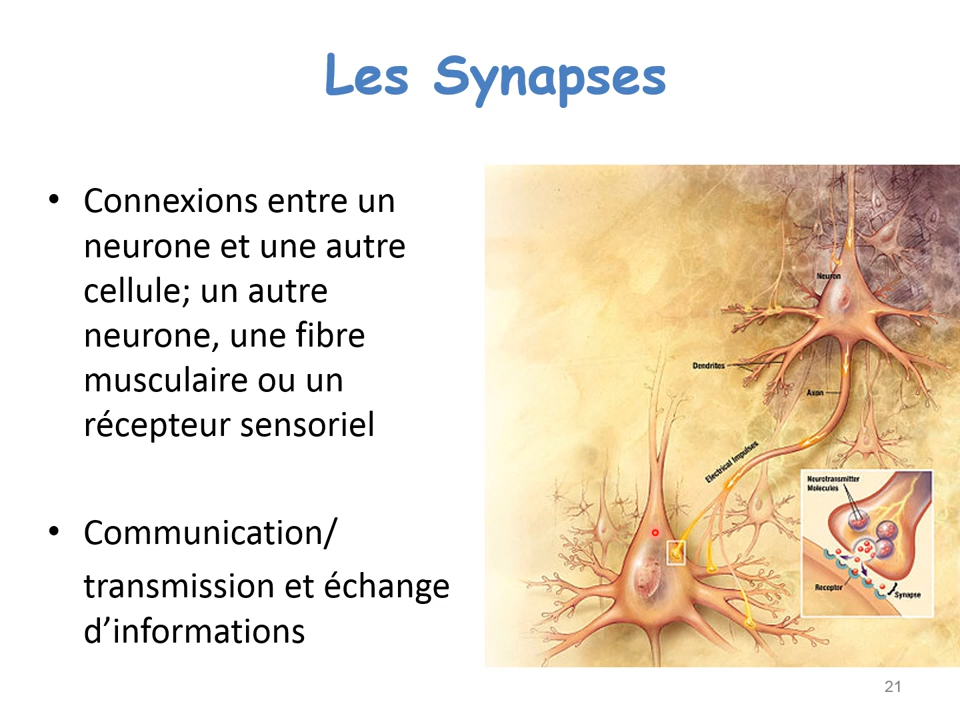 Les Synapses
• Connexions entre un
neurone et une autre
cellule; un autre
neurone, une fibre
musculaire ou un
récepteur sensoriel
• Communication/
transmission et échange
d’informations
Neuron
Dendrites
Axon
Electrical Impulses
Neurotransmitter
Molecules
Receptor
Synapse
21